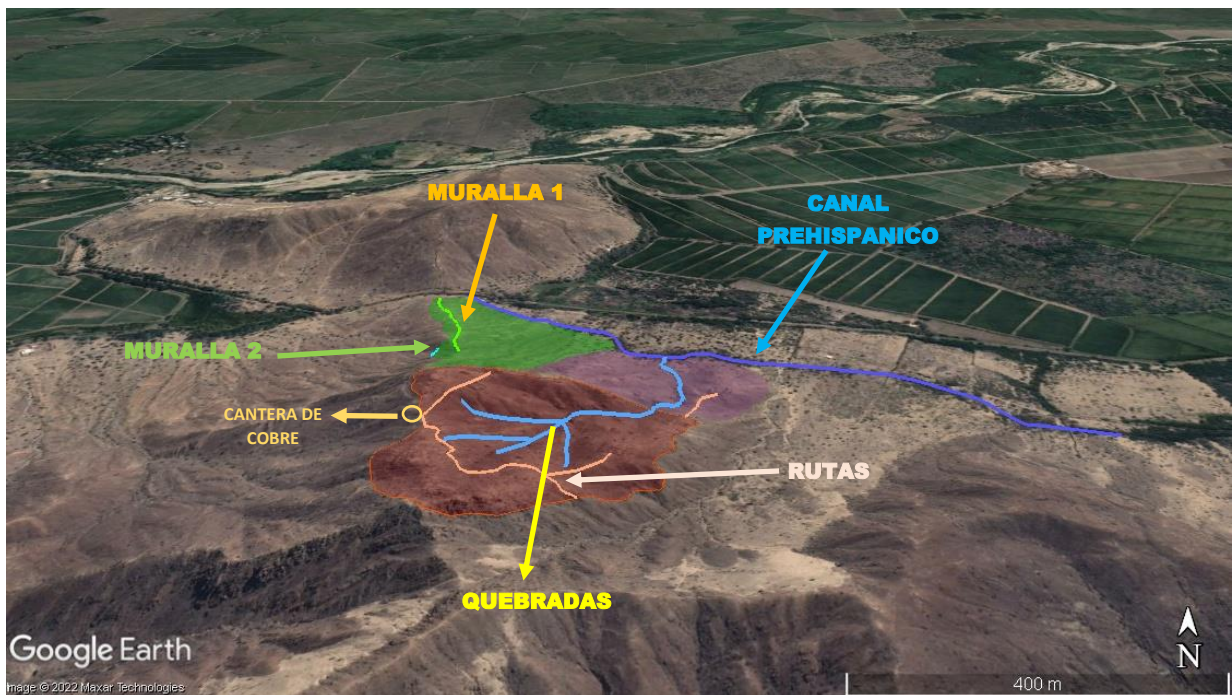 MURALLA 1
CANAL
PREHISPANICO
MURALLA 2
CANTERA DE
COBRE
RUTAS
QUEBRADAS
Google Earth
N
Image © 2022 Maxar Technologies
400 m